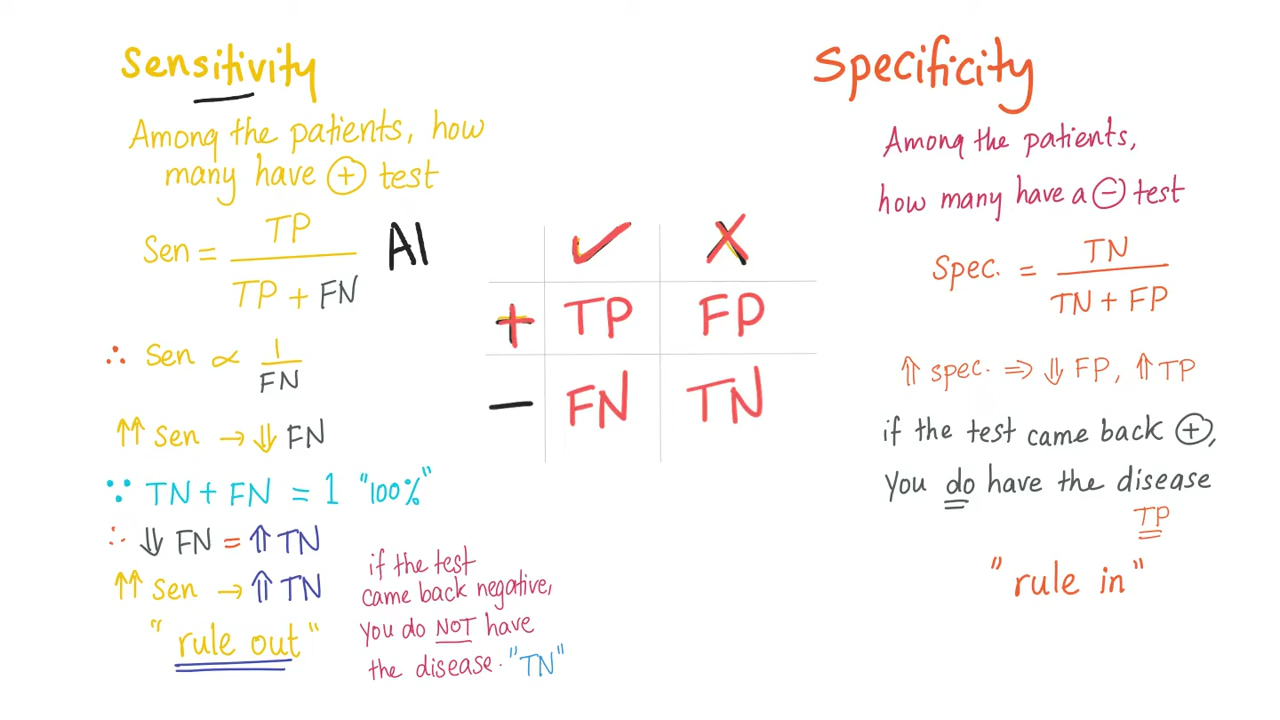 Sensitivity
Among the patients, how
many have ⊕ test
Sen = TP / TP + FN
AI
∴ Sen ∝ 1 / FN
⇑⇑ Sen → ⇓ FN
∵ TN + FN = 1 "100%"
∴ ⇓ FN = ⇑ TN
⇑⇑ Sen → ⇑ TN
"rule out"
if the test
came back negative,
you do NOT have
the disease. "TN"
✓ X
+ TP FP
− FN TN
Specificity
Among the patients,
how many have a ⊖ test
Spec. = TN / TN + FP
⇑ spec. ⇒ ⇓ FP, ⇑ TP
if the test came back ⊕,
you do have the disease
TP
"rule in"